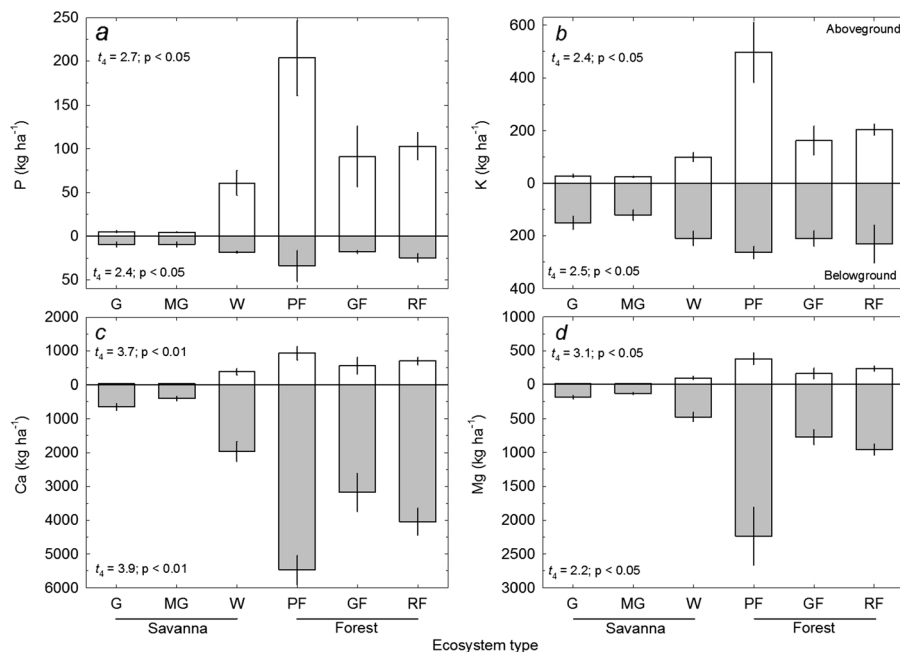 a
t4 = 2.7; p < 0.05
P (kg ha-1)
250
200
150
100
50
0
50
t4 = 2.4; p < 0.05
G MG W PF GF RF
b
Aboveground
t4 = 2.4; p < 0.05
K (kg ha-1)
600
400
200
0
200
400
t4 = 2.5; p < 0.05
Belowground
G MG W PF GF RF
c
t4 = 3.7; p < 0.01
Ca (kg ha-1)
2000
1000
0
1000
2000
3000
4000
5000
6000
t4 = 3.9; p < 0.01
G MG W PF GF RF
Savanna Forest
d
t4 = 3.1; p < 0.05
Mg (kg ha-1)
1000
500
0
500
1000
1500
2000
2500
3000
t4 = 2.2; p < 0.05
G MG W PF GF RF
Savanna Forest
Ecosystem type